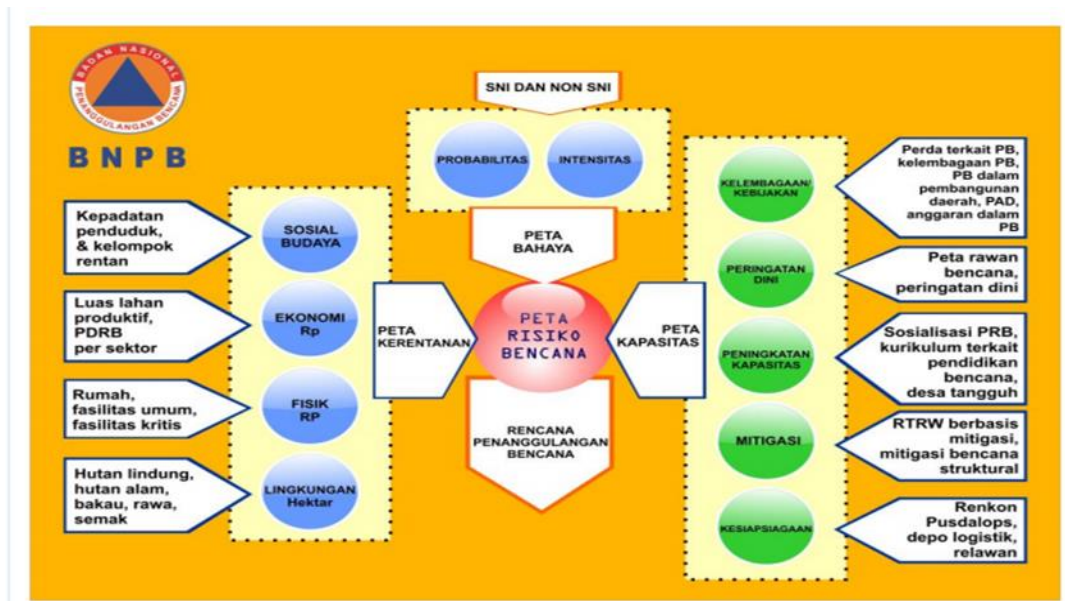 BADAN NASIONAL
PENANGGULANGAN BENCANA
BNPB
SNI DAN NON SNI
PROBABILITAS
INTENSITAS
PETA
BAHAYA
Kepadatan
penduduk,
& kelompok
rentan
Luas lahan
produktif,
PDRB
per sektor
Rumah,
fasilitas umum,
fasilitas kritis
Hutan lindung,
hutan alam,
bakau, rawa,
semak
SOSIAL
BUDAYA
EKONOMI
Rp
FISIK
RP
LINGKUNGAN
Hektar
PETA
KERENTANAN
PETA
RISIKO
BENCANA
PETA
KAPASITAS
RENCANA
PENANGGULANGAN
BENCANA
KELEMBAGAAN/
KEBIJAKAN
PERINGATAN
DINI
PENINGKATAN
KAPASITAS
MITIGASI
KESIAPSIAGAAN
Perda terkait PB,
kelembagaan PB,
PB dalam
pembangunan
daerah, PAD,
anggaran dalam
PB
Peta rawan
bencana,
peringatan dini
Sosialisasi PRB,
kurikulum terkait
pendidikan
bencana,
desa tangguh
RTRW berbasis
mitigasi,
mitigasi bencana
struktural
Renkon
Pusdalops,
depo logistik,
relawan